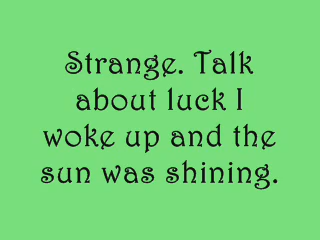 Strange. Talk
about luck I
woke up and the
sun was shining.